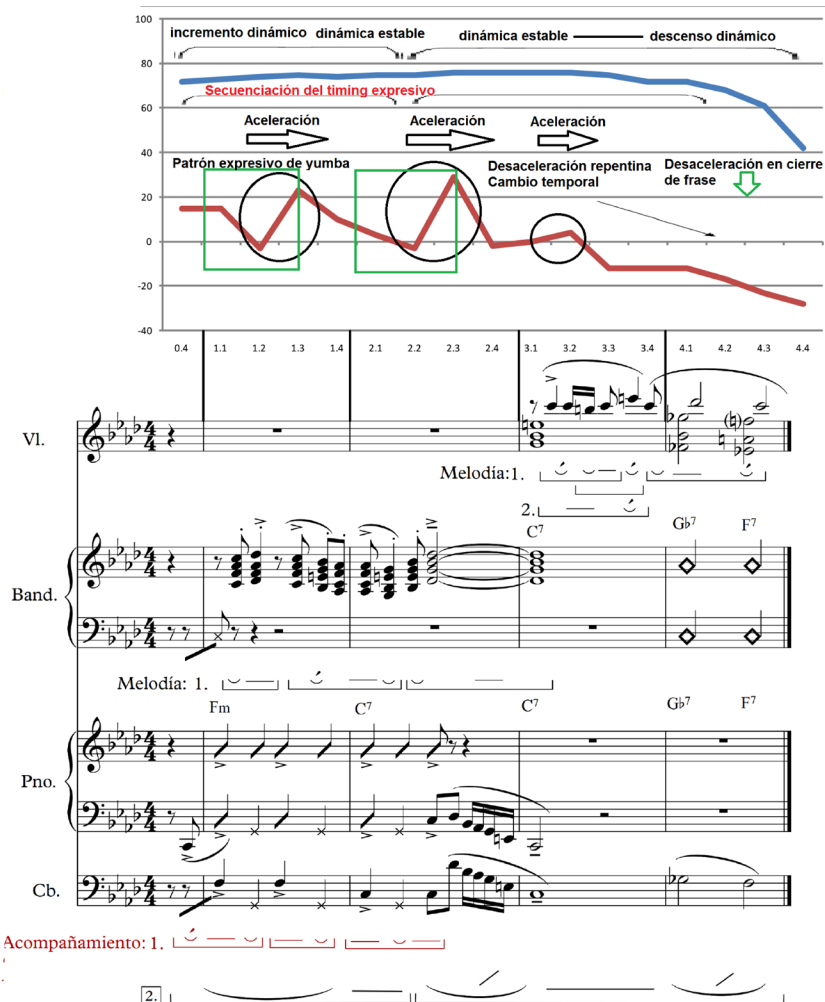 100
incremento dinámico dinámica estable
dinámica estable descenso dinámico
80
Secuenciación del timing expresivo
60
Aceleración Aceleración Aceleración
40
Patrón expresivo de yumba Desaceleración repentina Desaceleración en cierre
Cambio temporal de frase
20
0
-20
-40
0.4 1.1 1.2 1.3 1.4 2.1 2.2 2.3 2.4 3.1 3.2 3.3 3.4 4.1 4.2 4.3 4.4
Vl.
Melodía:1.
2.
C7 G♭7 F7
Band.
Melodía: 1.
Fm C7 C7 G♭7 F7
Pno.
Cb.
Acompañamiento: 1.
2.